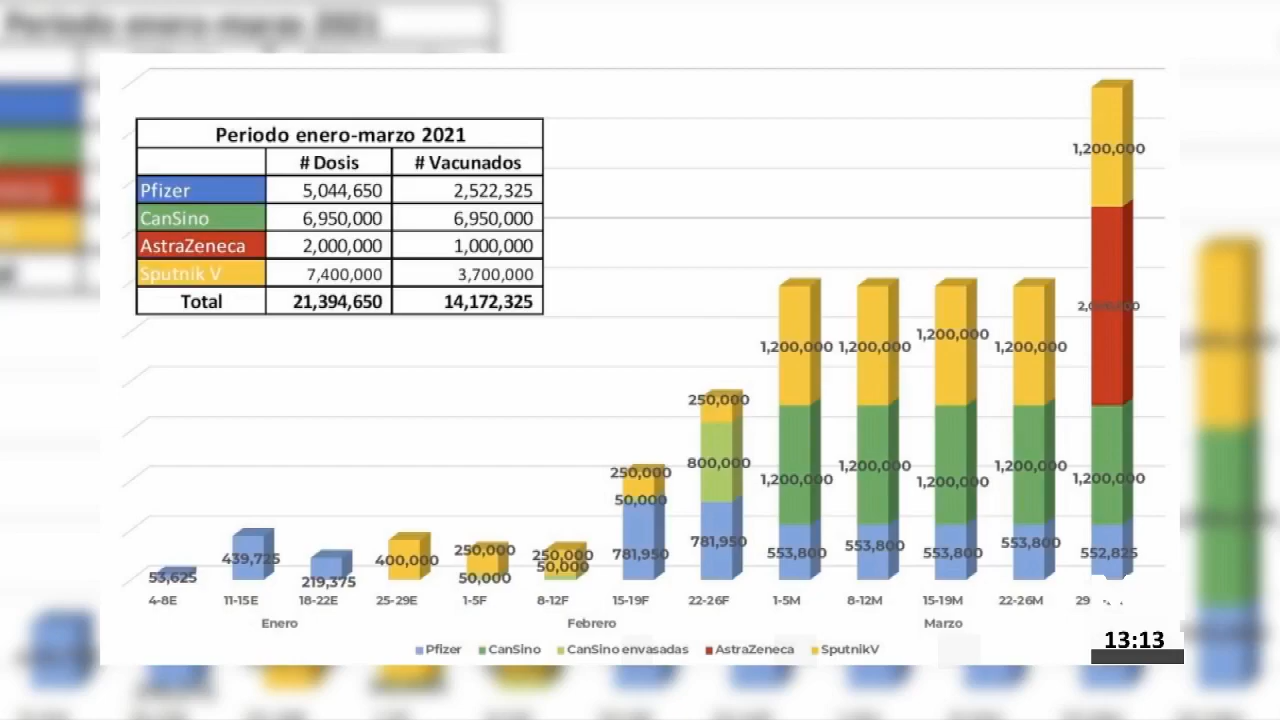 Periodo enero-marzo 2021
Periodo enero-marzo 2021
# Dosis # Vacunados
Pfizer 5,044,650 2,522,325
CanSino 6,950,000 6,950,000
AstraZeneca 2,000,000 1,000,000
Sputnik V 7,400,000 3,700,000
Total 21,394,650 14,172,325
1,200,000
1,200,000 1,200,000 1,200,000 1,200,000
250,000
250,000 800,000 1,200,000 1,200,000 1,200,000 1,200,000 1,200,000
50,000
439,725 400,000 250,000 250,000 781,950 781,950 553,800 553,800 553,800 553,800 552,825
53,625 219,375 50,000 50,000
4-8E 11-15E 18-22E 25-29E 1-5F 8-12F 15-19F 22-26F 1-5M 8-12M 15-19M 22-26M 29
Enero Febrero Marzo
13:13
Pfizer CanSino CanSino envasadas AstraZeneca SputnikV